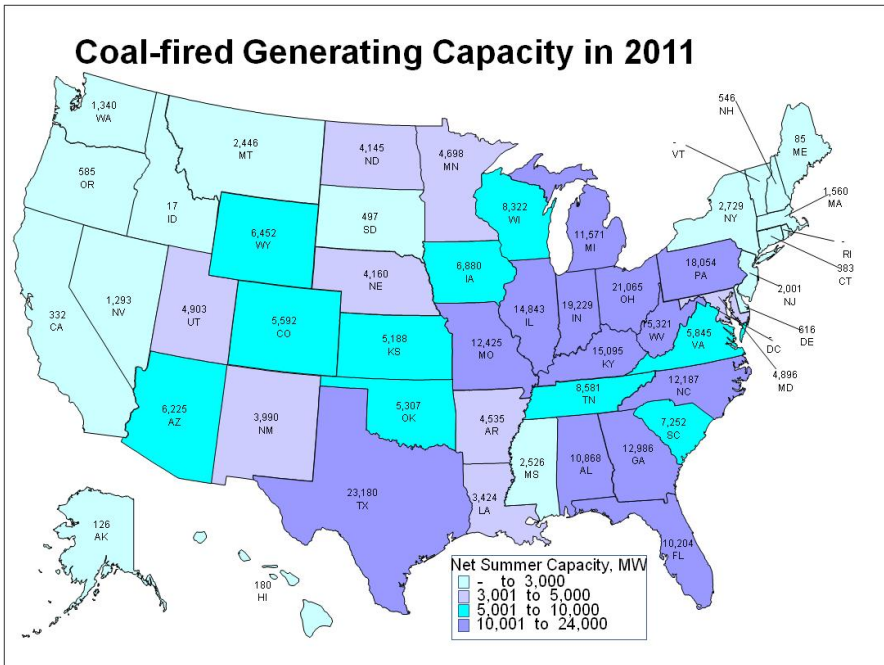 Coal-fired Generating Capacity in 2011
1,340
WA
2,446
MT
4,145
ND
4,698
MN
546
NH
-
VT
85
ME
585
OR
17
ID
6,452
WY
497
SD
8,322
WI
11,571
MI
2,729
NY
1,560
MA
-
RI
383
CT
332
CA
1,293
NV
4,903
UT
5,592
CO
4,160
NE
6,880
IA
14,843
IL
19,229
IN
21,065
OH
18,054
PA
2,001
NJ
616
DE
-
DC
4,896
MD
5,188
KS
12,425
MO
15,095
KY
15,321
WV
5,845
VA
6,225
AZ
3,990
NM
5,307
OK
4,535
AR
8,581
TN
12,187
NC
7,252
SC
23,180
TX
3,424
LA
2,526
MS
10,868
AL
12,986
GA
10,204
FL
126
AK
180
HI
Net Summer Capacity, MW
- to 3,000
3,001 to 5,000
5,001 to 10,000
10,001 to 24,000